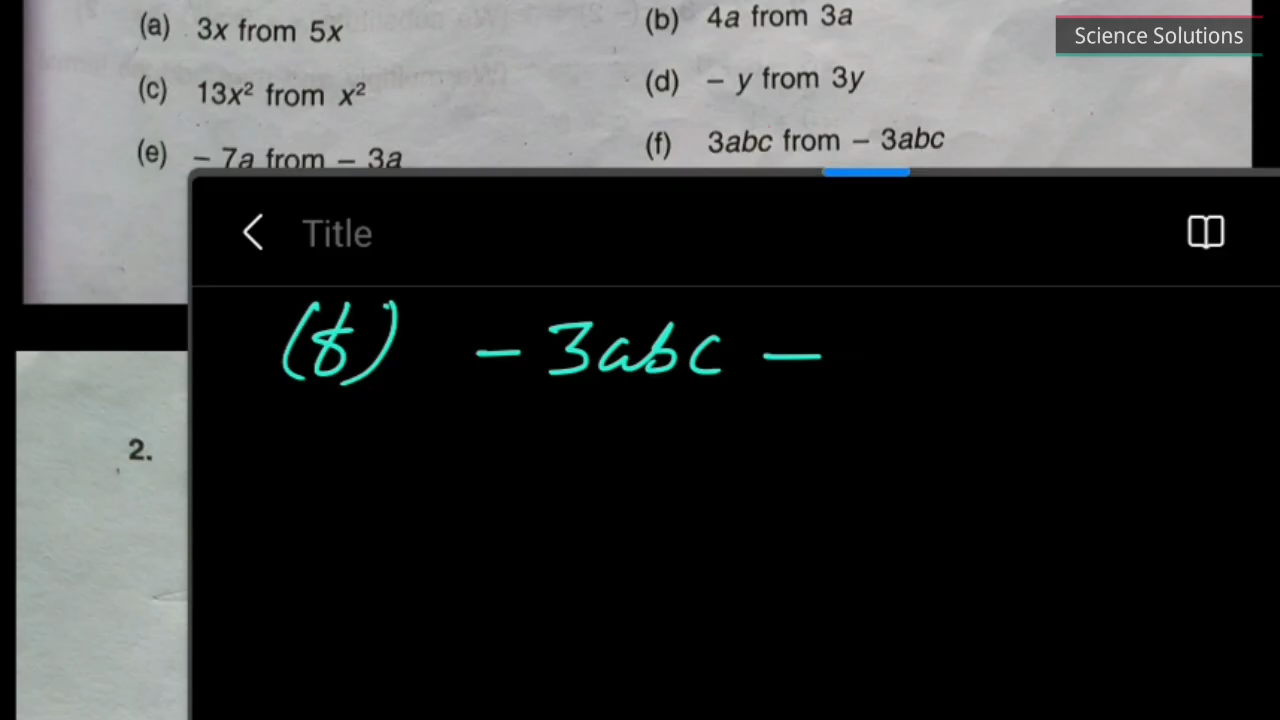 (a) 3x from 5x (b) 4a from 3a
Science Solutions
(c) 13x² from x² (d) – y from 3y
(e) – 7a from – 3a (f) 3abc from – 3abc
Title
(f) – 3abc –
2.